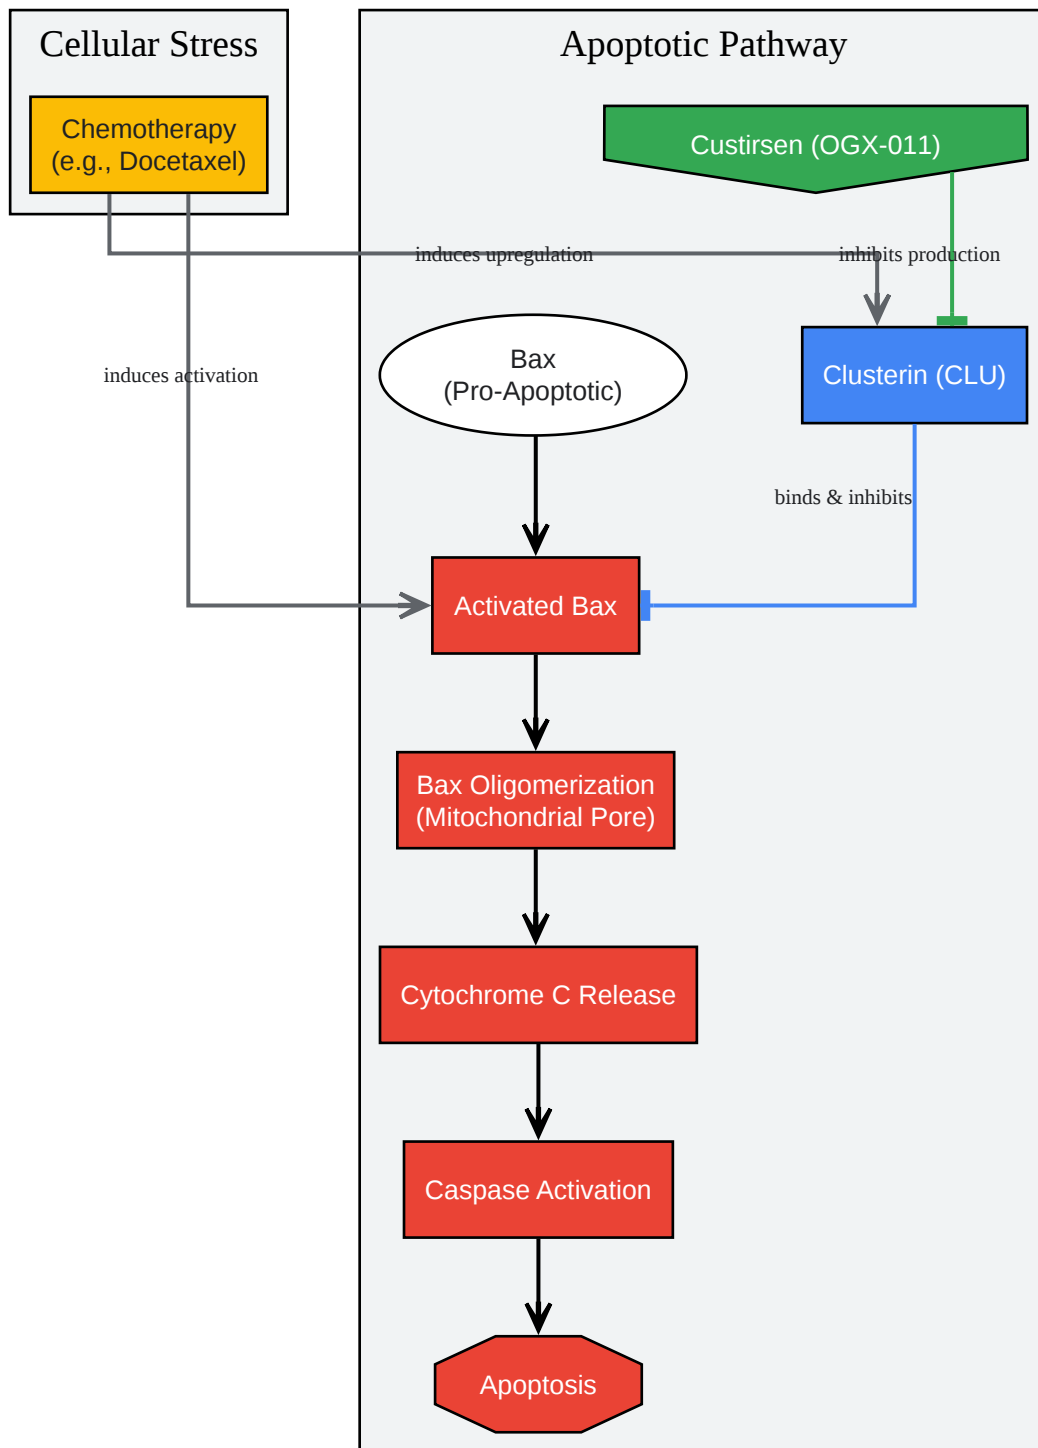 Cellular Stress
Apoptotic Pathway
Chemotherapy
(e.g., Docetaxel)
Custirsen (OGX-011)
induces upregulation
inhibits production
induces activation
Bax
(Pro-Apoptotic)
Clusterin (CLU)
binds & inhibits
Activated Bax
Bax Oligomerization
(Mitochondrial Pore)
Cytochrome C Release
Caspase Activation
Apoptosis